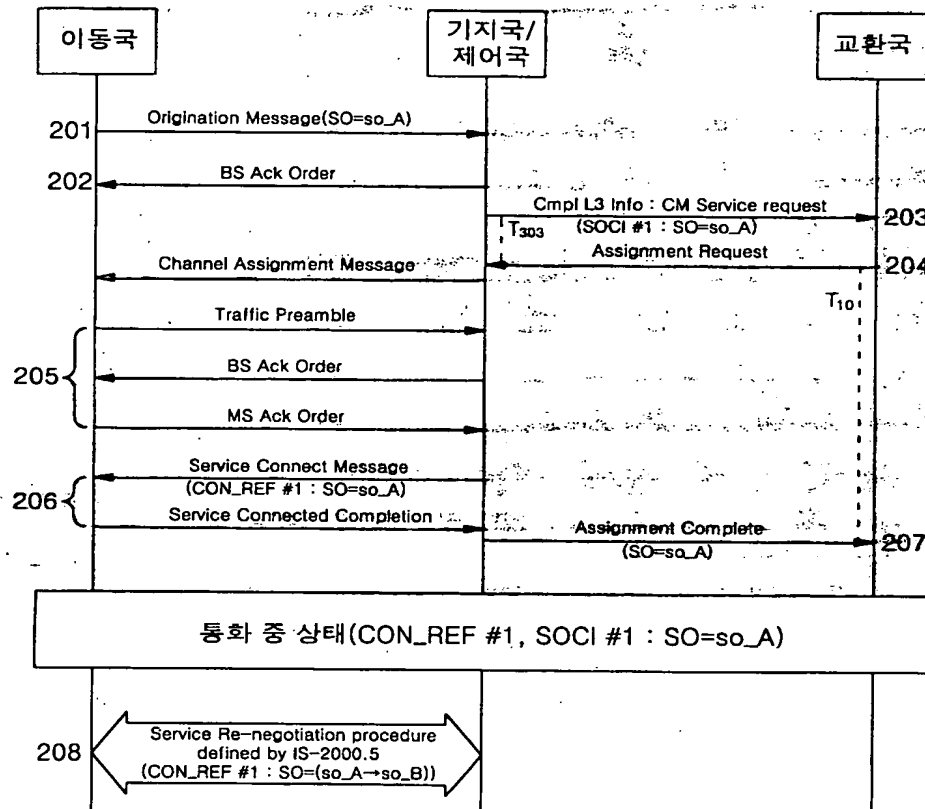 이동국
기지국/
제어국
교환국
201
Origination Message(SO=so_A)
202
BS Ack Order
Cmpl L3 Info : CM Service request
203
T303
(SOCI #1 : SO=so_A)
Assignment Request
204
Channel Assignment Message
T10
Traffic Preamble
205
BS Ack Order
MS Ack Order
Service Connect Message
(CON_REF #1 : SO=so_A)
206
Service Connected Completion
Assignment Complete
207
(SO=so_A)
통화 중 상태(CON_REF #1, SOCI #1 : SO=so_A)
208
Service Re-negotiation procedure
defined by IS-2000.5
(CON_REF #1 : SO=(so_A→so_B))